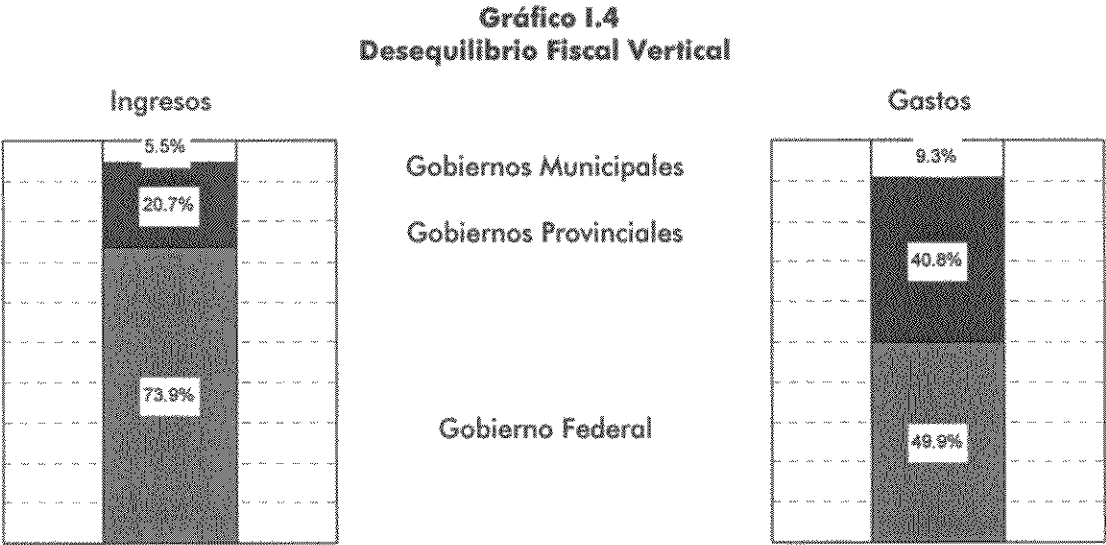 Gráfico I.4
Desequilibrio Fiscal Vertical
Ingresos
Gastos
5.5%
20.7%
73.9%
Gobiernos Municipales
Gobiernos Provinciales
Gobierno Federal
9.3%
40.8%
49.9%